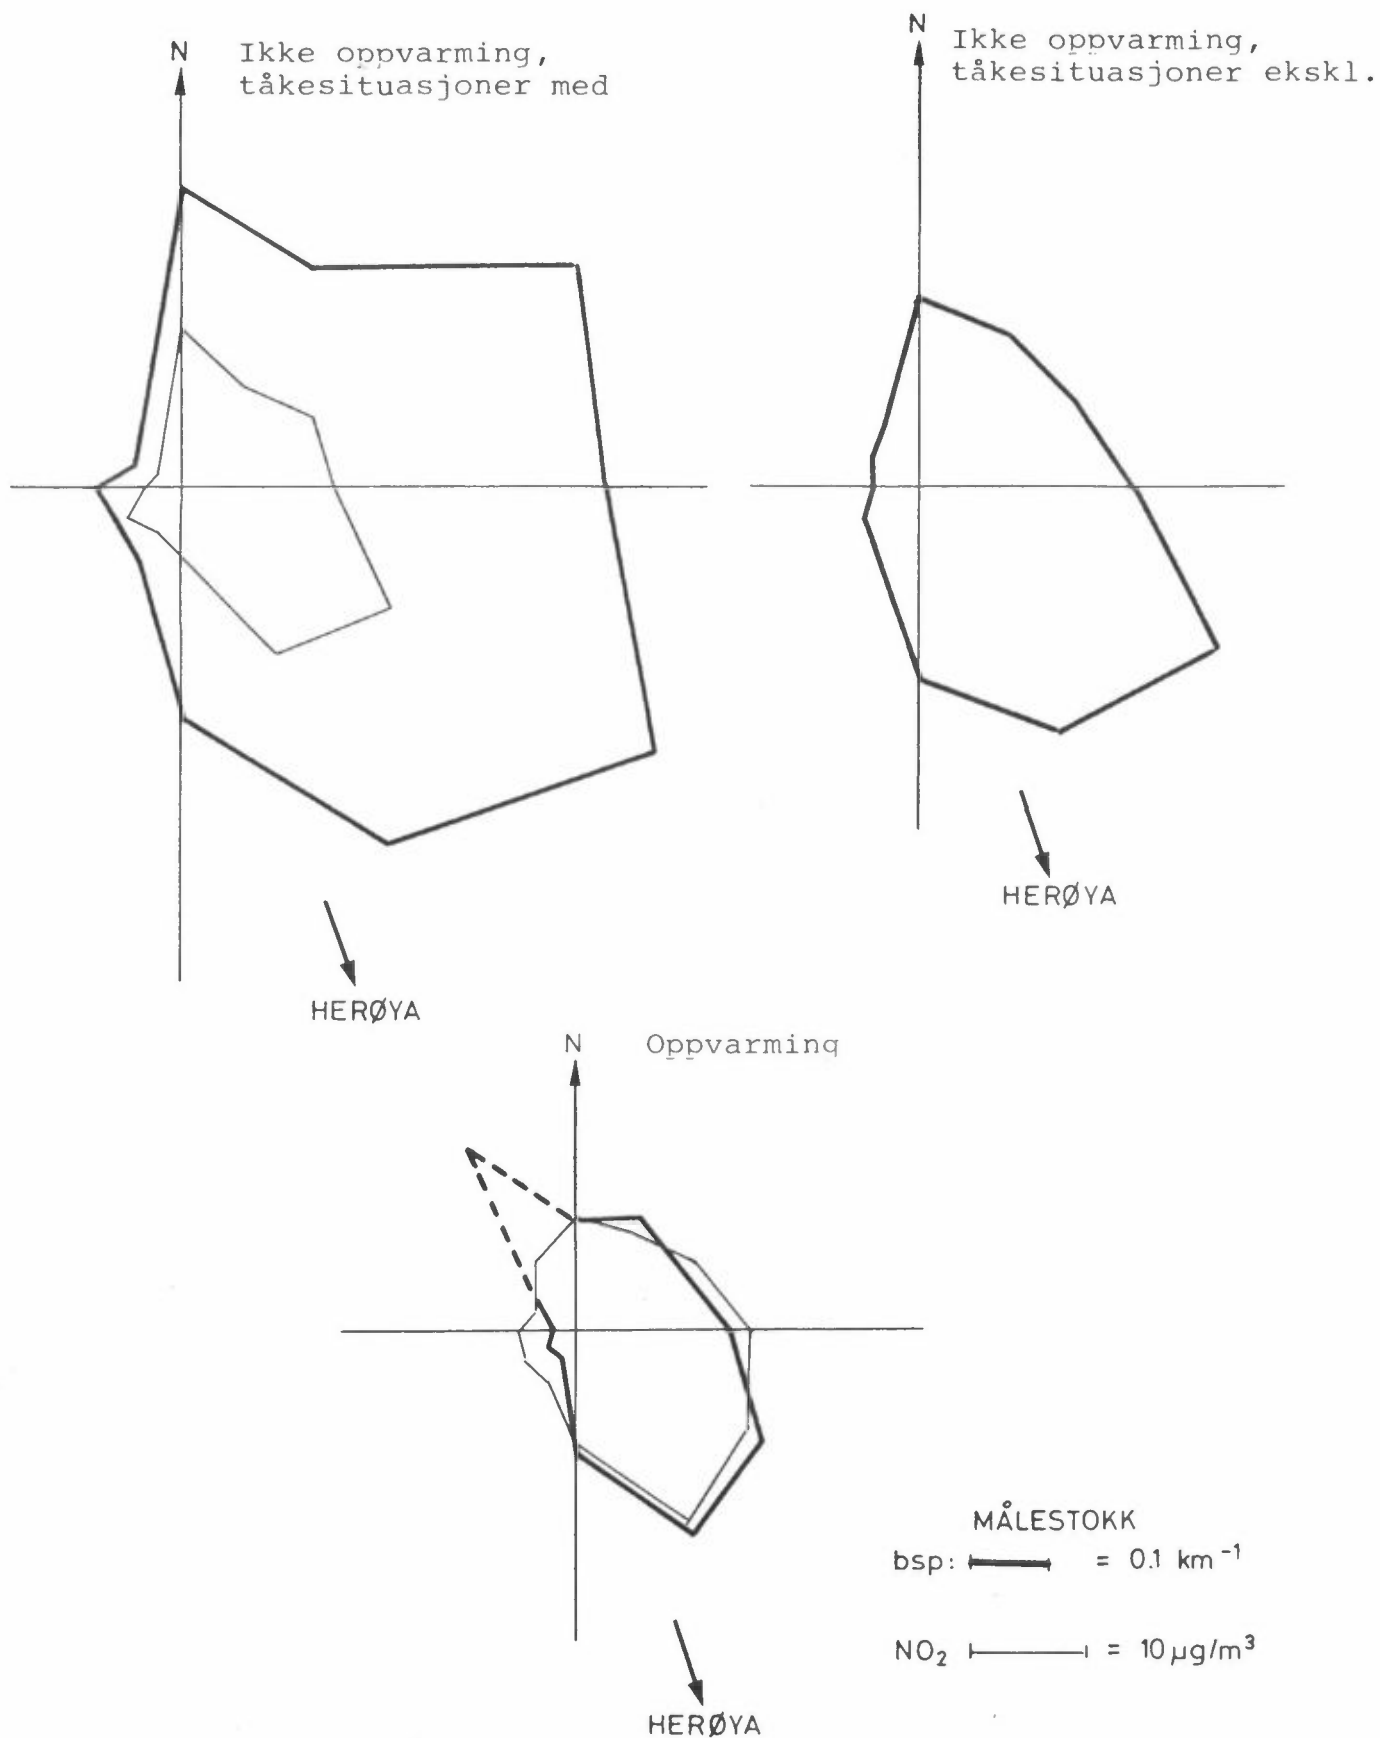 N
Ikke oppvarming,
tåkesituasjoner med
HERØYA
N
Ikke oppvarming,
tåkesituasjoner ekskl.
HERØYA
N
Oppvarming
HERØYA
MÅLESTOKK
bsp: = 0.1 km⁻¹
NO₂ = 10 µg/m³